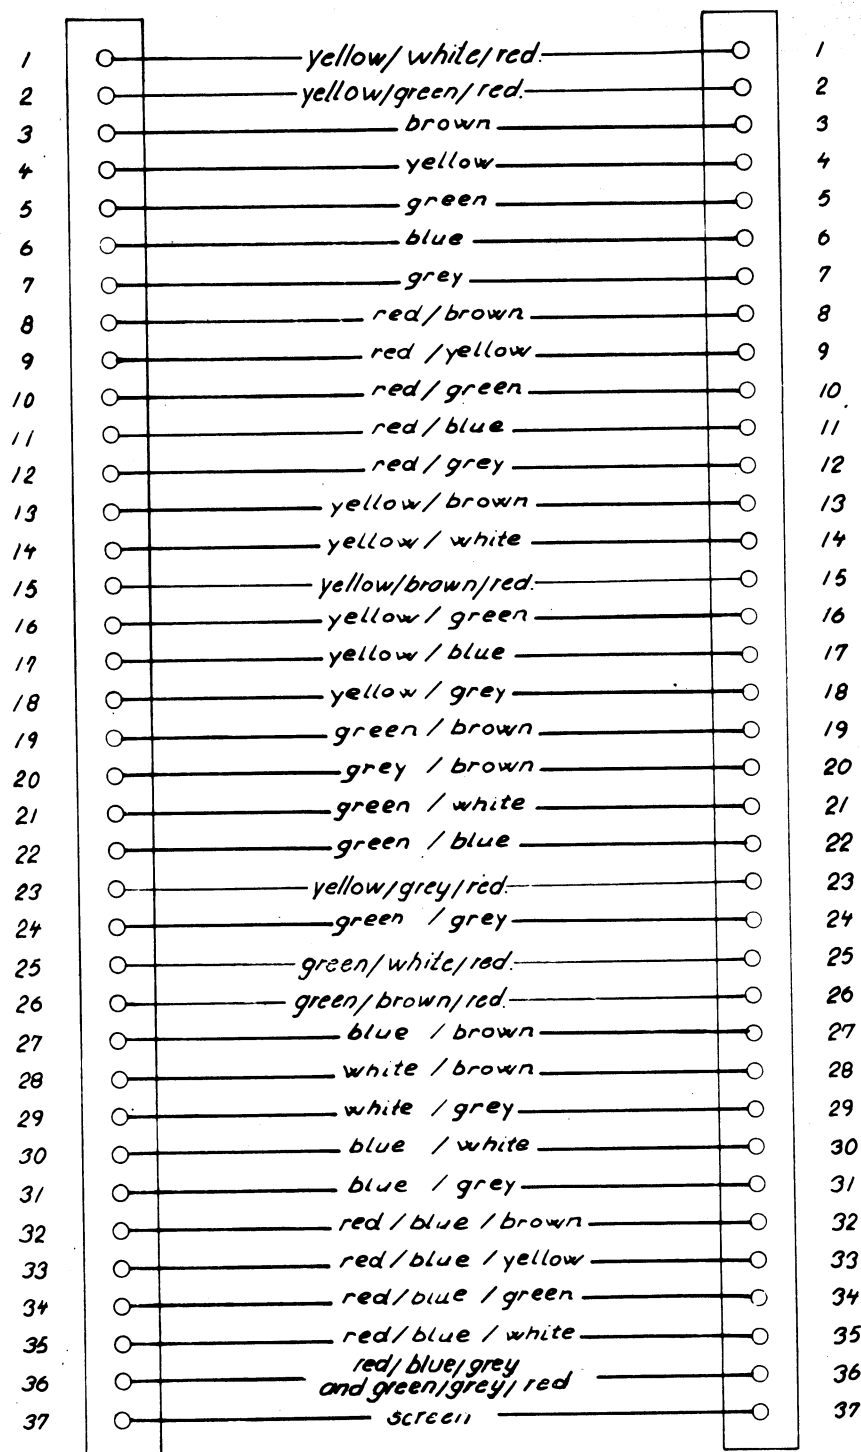 1 yellow/white/red. 1
2 yellow/green/red. 2
3 brown 3
4 yellow 4
5 green 5
6 blue 6
7 grey 7
8 red/brown 8
9 red/yellow 9
10 red/green 10
11 red/blue 11
12 red/grey 12
13 yellow/brown 13
14 yellow/white 14
15 yellow/brown/red. 15
16 yellow/green 16
17 yellow/blue 17
18 yellow/grey 18
19 green/brown 19
20 grey/brown 20
21 green/white 21
22 green/blue 22
23 yellow/grey/red. 23
24 green/grey 24
25 green/white/red. 25
26 green/brown/red. 26
27 blue/brown 27
28 white/brown 28
29 white/grey 29
30 blue/white 30
31 blue/grey 31
32 red/blue/brown 32
33 red/blue/yellow 33
34 red/blue/green 34
35 red/blue/white 35
red/blue/grey
36 and green/grey/red 36
37 screen 37